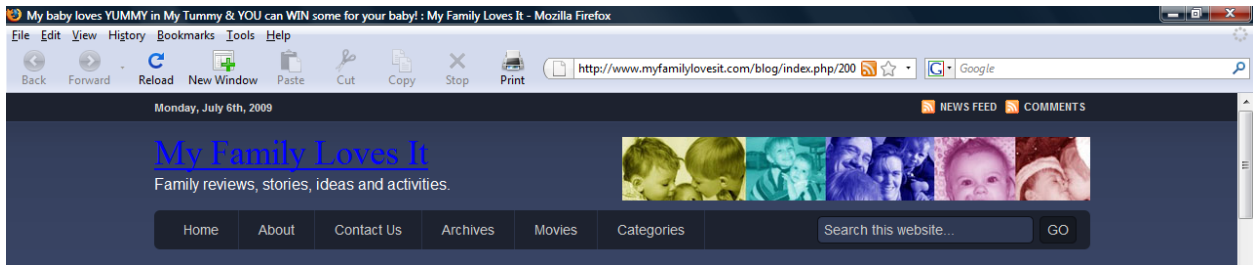 My baby loves YUMMY in My Tummy & YOU can WIN some for your baby! : My Family Loves It - Mozilla Firefox
File Edit View History Bookmarks Tools Help
Back Forward Reload New Window Paste Cut Copy Stop Print http://www.myfamilylovesit.com/blog/index.php/200 G Google
Monday, July 6th, 2009 NEWS FEED COMMENTS
My Family Loves It
Family reviews, stories, ideas and activities.
Home About Contact Us Archives Movies Categories Search this website... GO